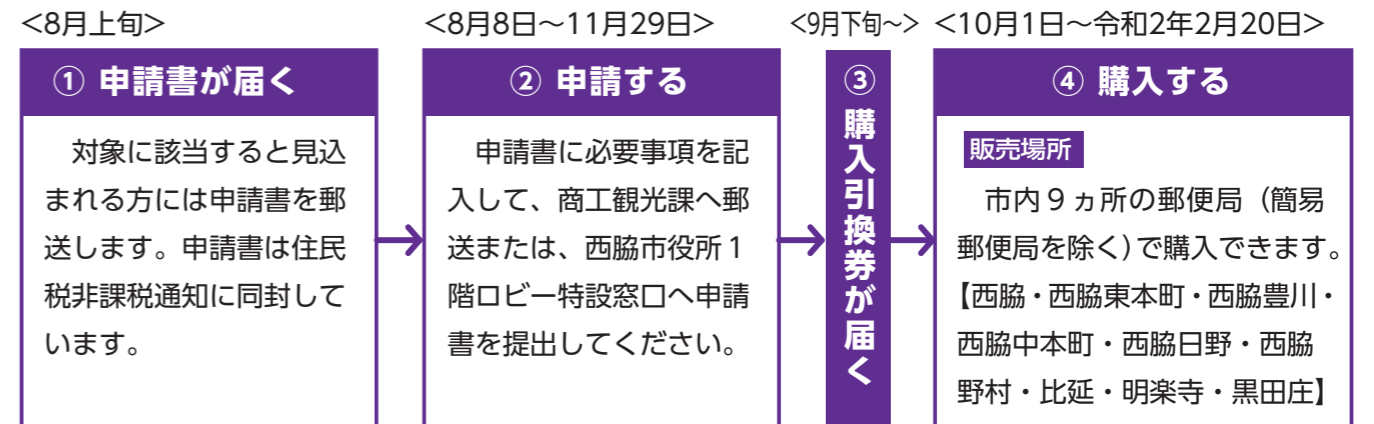 <8月上旬>
① 申請書が届く
対象に該当すると見込
まれる方には申請書を郵
送します。申請書は住民
税非課税通知に同封して
います。
<8月8日～11月29日>
② 申請する
申請書に必要事項を記
入して、商工観光課へ郵
送または、西脇市役所1
階ロビー特設窓口へ申請
書を提出してください。
<9月下旬～>
③購入引換券が届く
<10月1日～令和2年2月20日>
④ 購入する
販売場所
市内9ヵ所の郵便局（簡易
郵便局を除く）で購入できます。
【西脇・西脇東本町・西脇豊川・
西脇中本町・西脇日野・西脇
野村・比延・明楽寺・黒田庄】